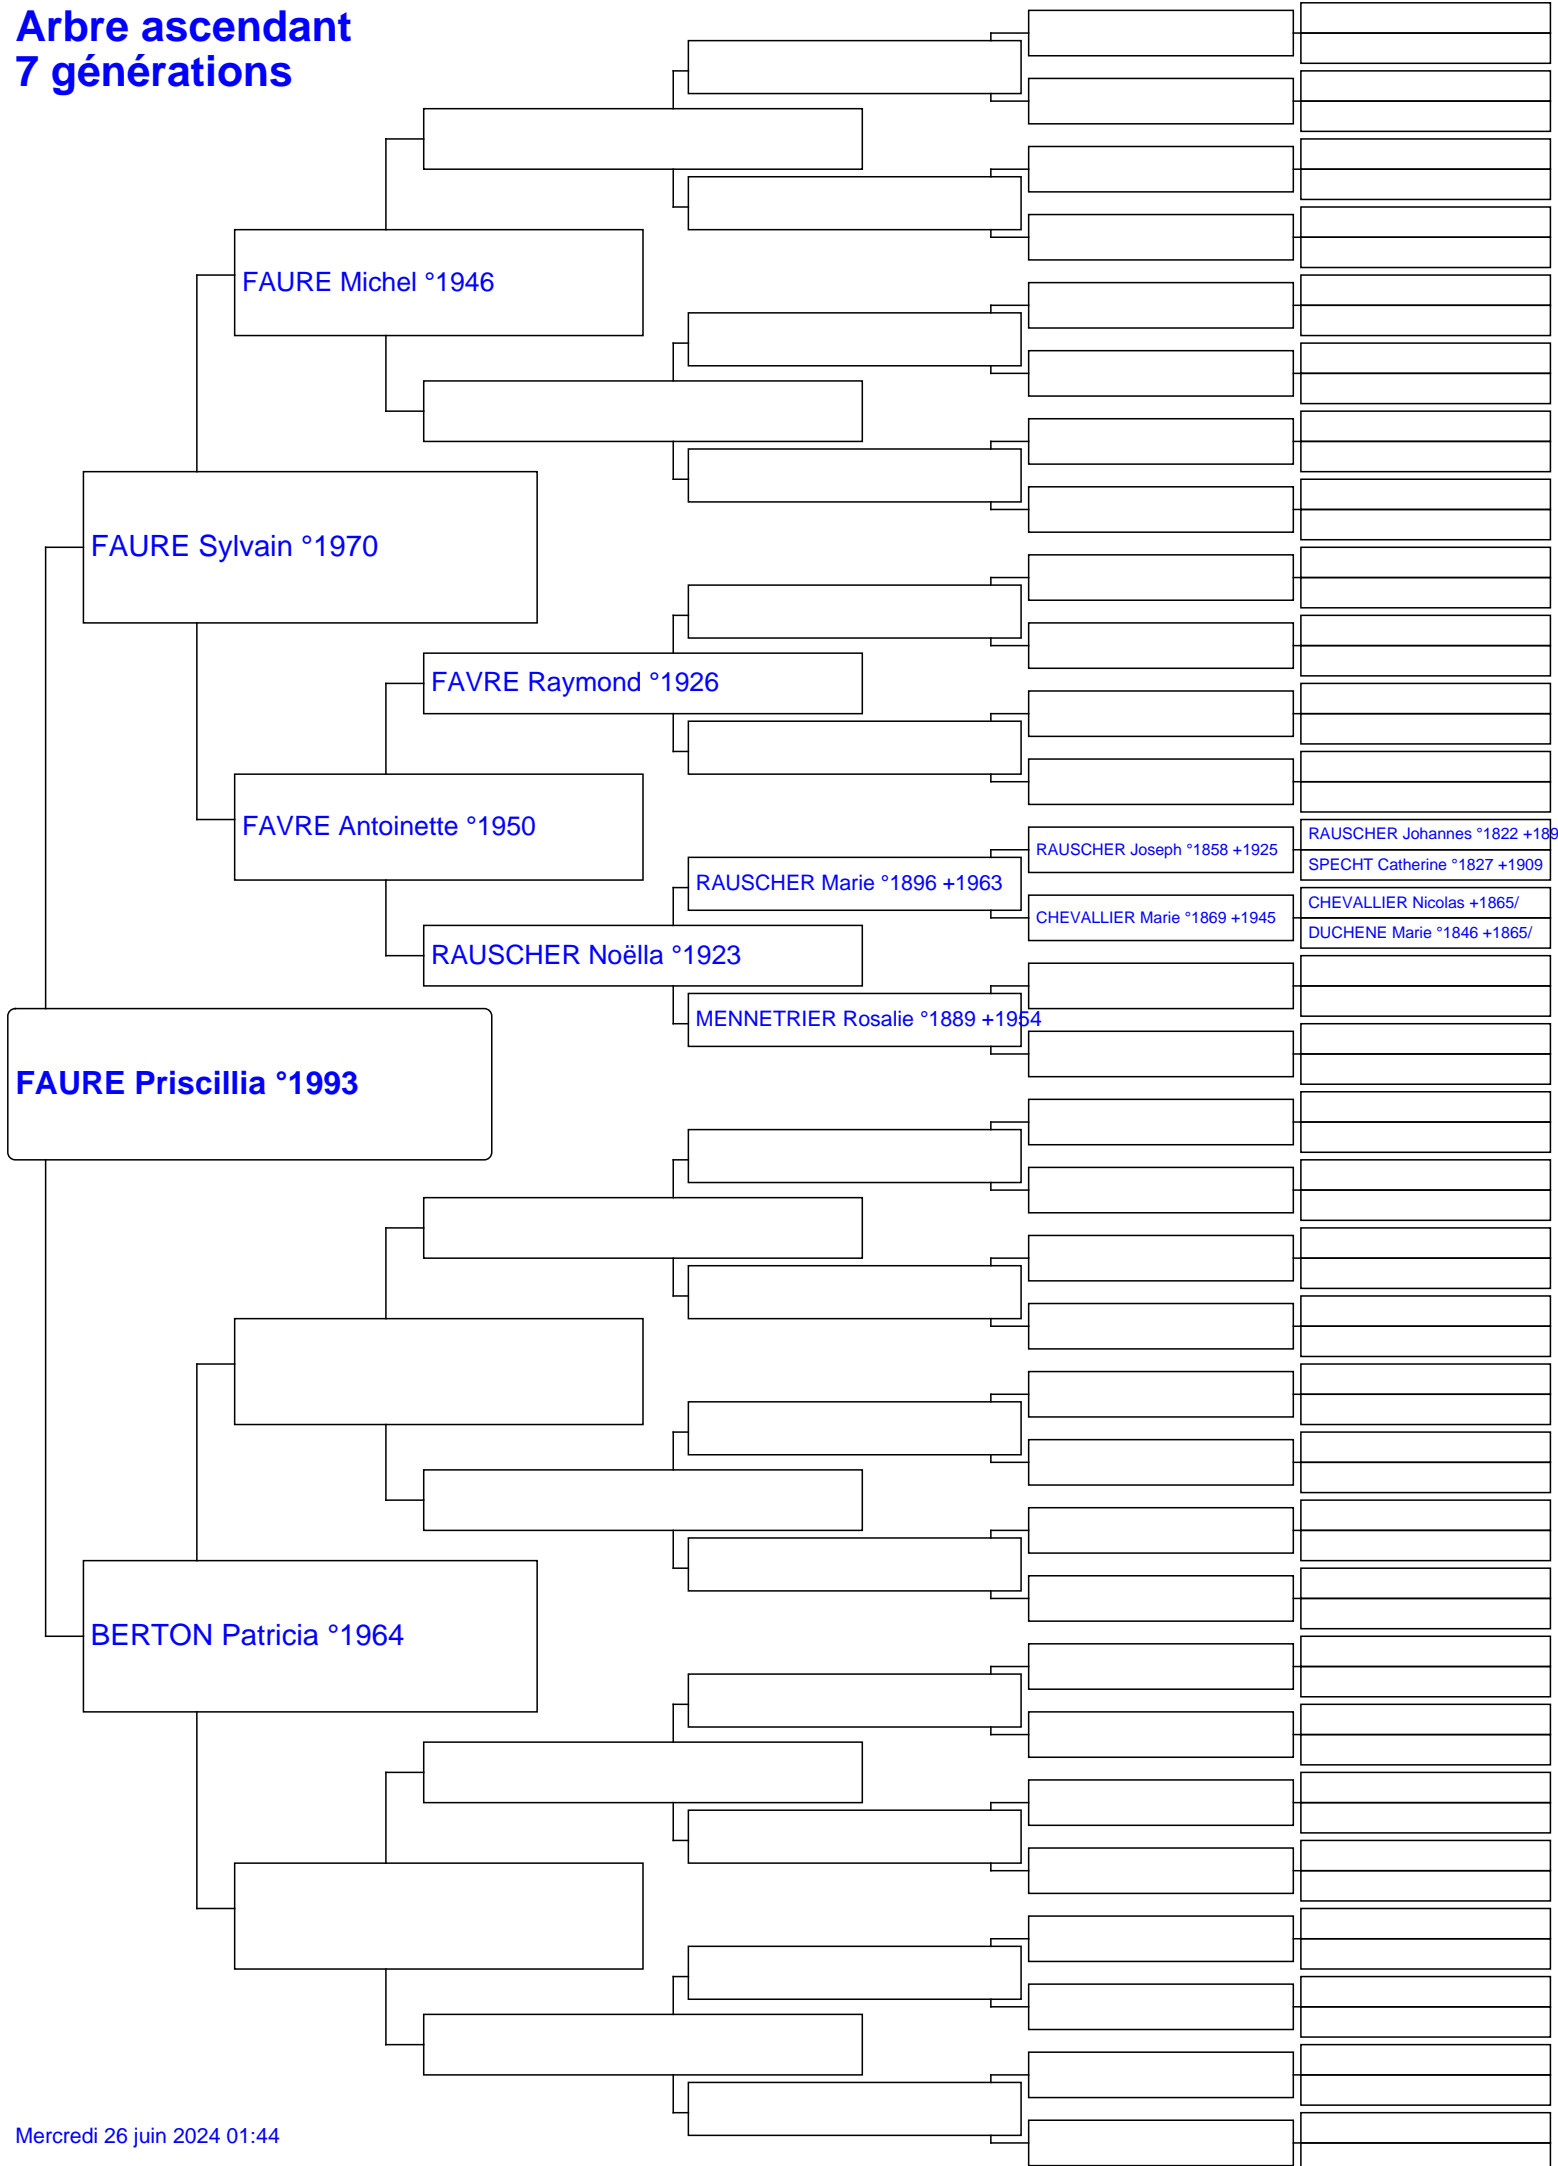 Arbre ascendant
7 générations
FAURE Michel °1946
FAURE Sylvain °1970
FAVRE Raymond °1926
FAVRE Antoinette °1950
RAUSCHER Joseph °1858 +1925
RAUSCHER Johannes °1822 +189
SPECHT Catherine °1827 +1909
RAUSCHER Marie °1896 +1963
CHEVALLIER Marie °1869 +1945
CHEVALLIER Nicolas +1865/
DUCHENE Marie °1846 +1865/
RAUSCHER Noëlla °1923
MENNETRIER Rosalie °1889 +1954
FAURE Priscillia °1993
BERTON Patricia °1964
Mercredi 26 juin 2024 01:44